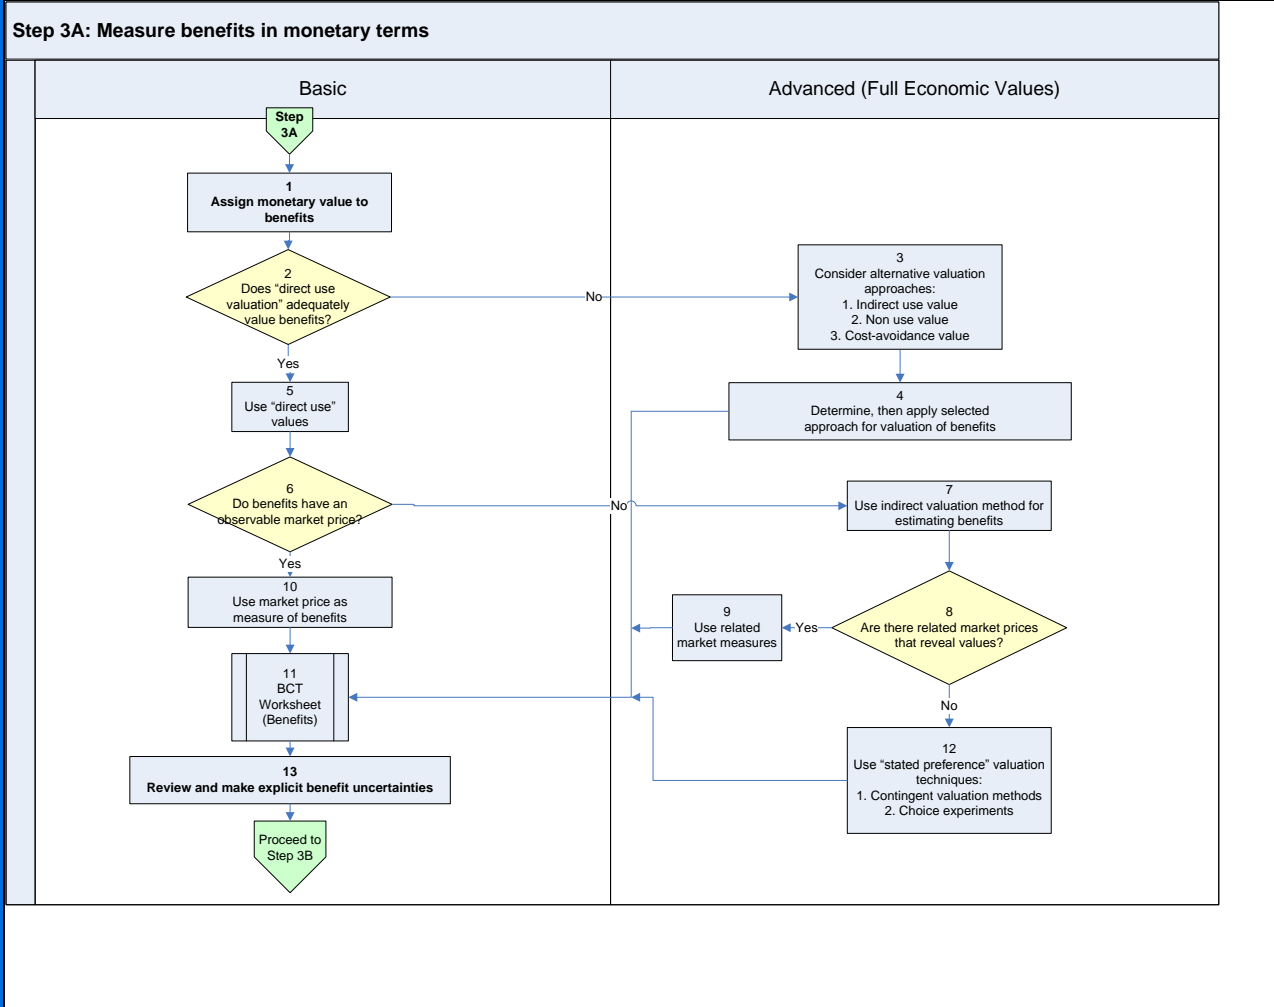 Step 3A: Measure benefits in monetary terms
Basic
Advanced (Full Economic Values)
Step
3A
1
Assign monetary value to
benefits
2
Does “direct use
valuation” adequately
value benefits?
No
3
Consider alternative valuation
approaches:
1. Indirect use value
2. Non use value
3. Cost-avoidance value
Yes
5
Use “direct use”
values
4
Determine, then apply selected
approach for valuation of benefits
6
Do benefits have an
observable market price?
No
7
Use indirect valuation method for
estimating benefits
Yes
10
Use market price as
measure of benefits
9
Use related
market measures
Yes
8
Are there related market prices
that reveal values?
11
BCT
Worksheet
(Benefits)
No
12
Use “stated preference” valuation
techniques:
1. Contingent valuation methods
2. Choice experiments
13
Review and make explicit benefit uncertainties
Proceed to
Step 3B